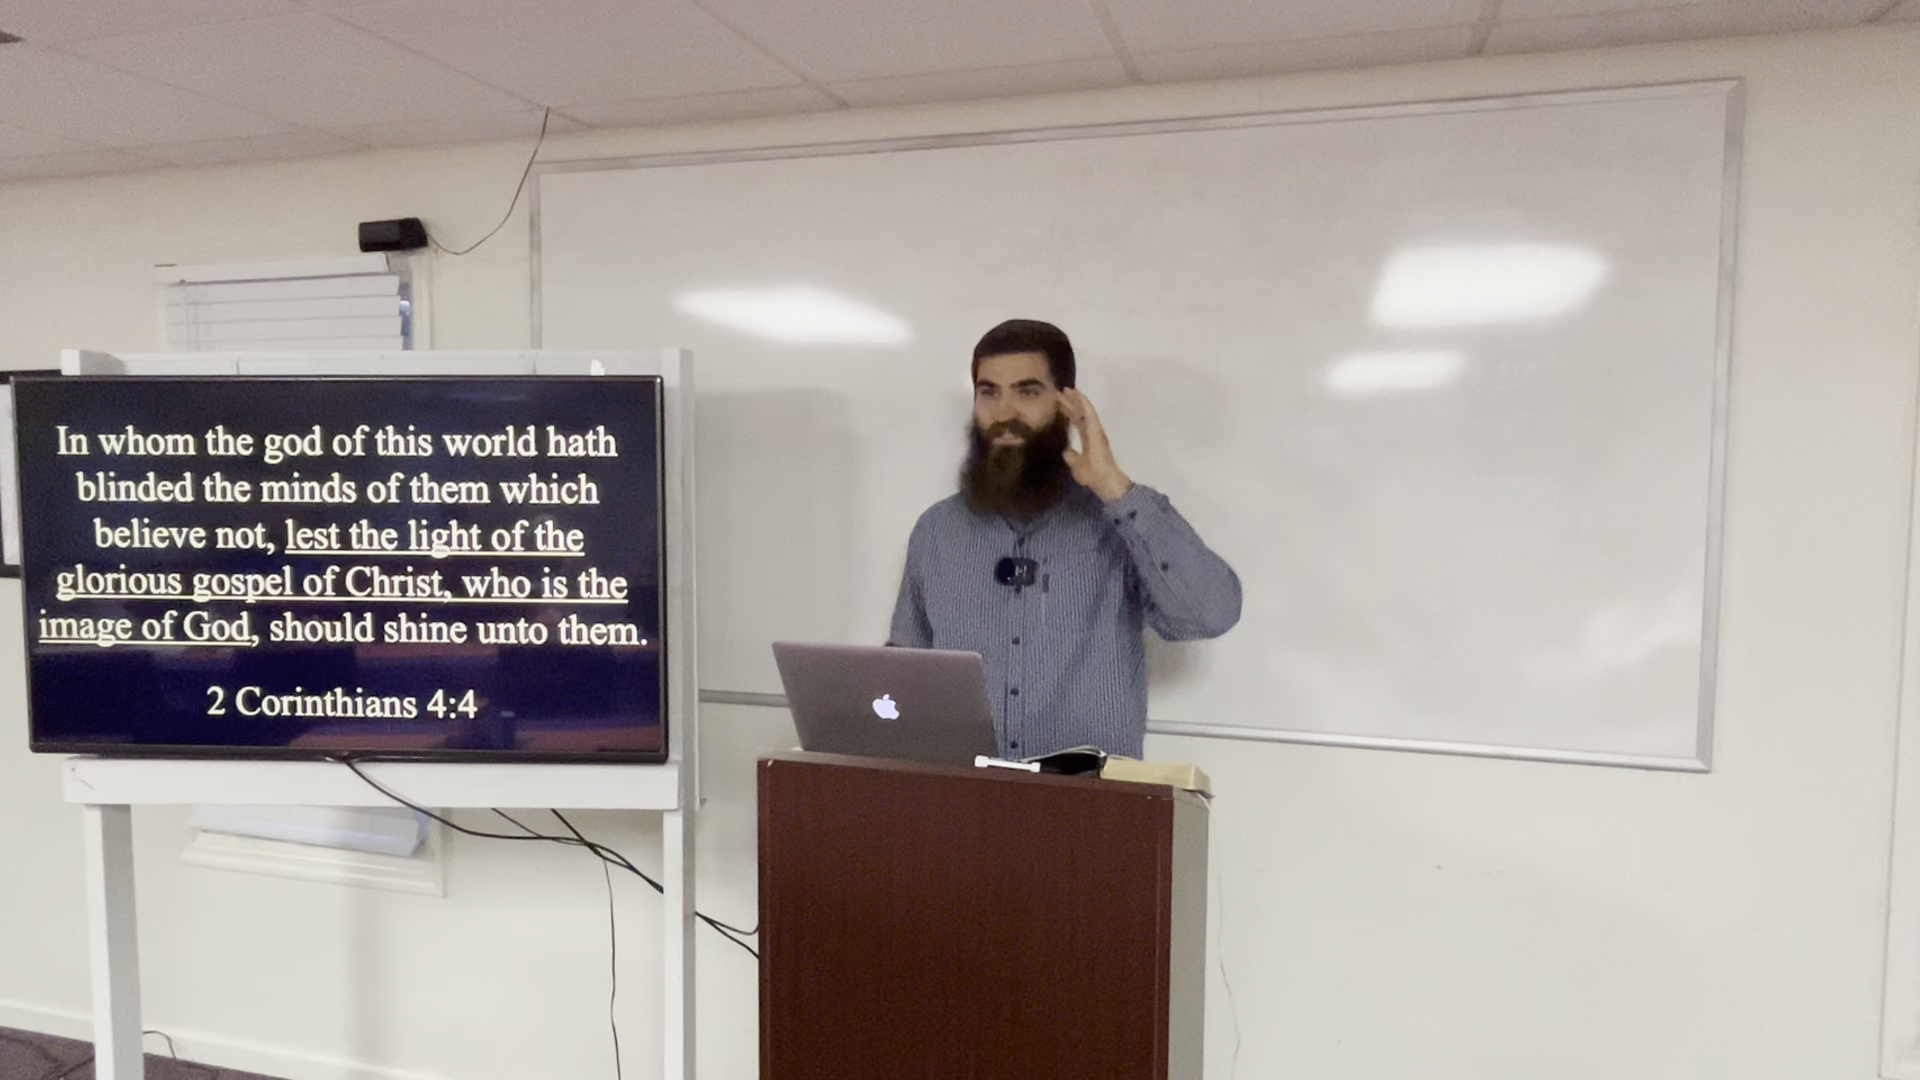 In whom the god of this world hath
blinded the minds of them which
believe not, lest the light of the
glorious gospel of Christ, who is the
image of God, should shine unto them.
2 Corinthians 4:4